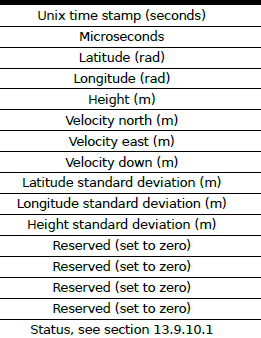 Unix time stamp (seconds)
Microseconds
Latitude (rad)
Longitude (rad)
Height (m)
Velocity north (m)
Velocity east (m)
Velocity down (m)
Latitude standard deviation (m)
Longitude standard deviation (m)
Height standard deviation (m)
Reserved (set to zero)
Reserved (set to zero)
Reserved (set to zero)
Reserved (set to zero)
Status, see section 13.9.10.1